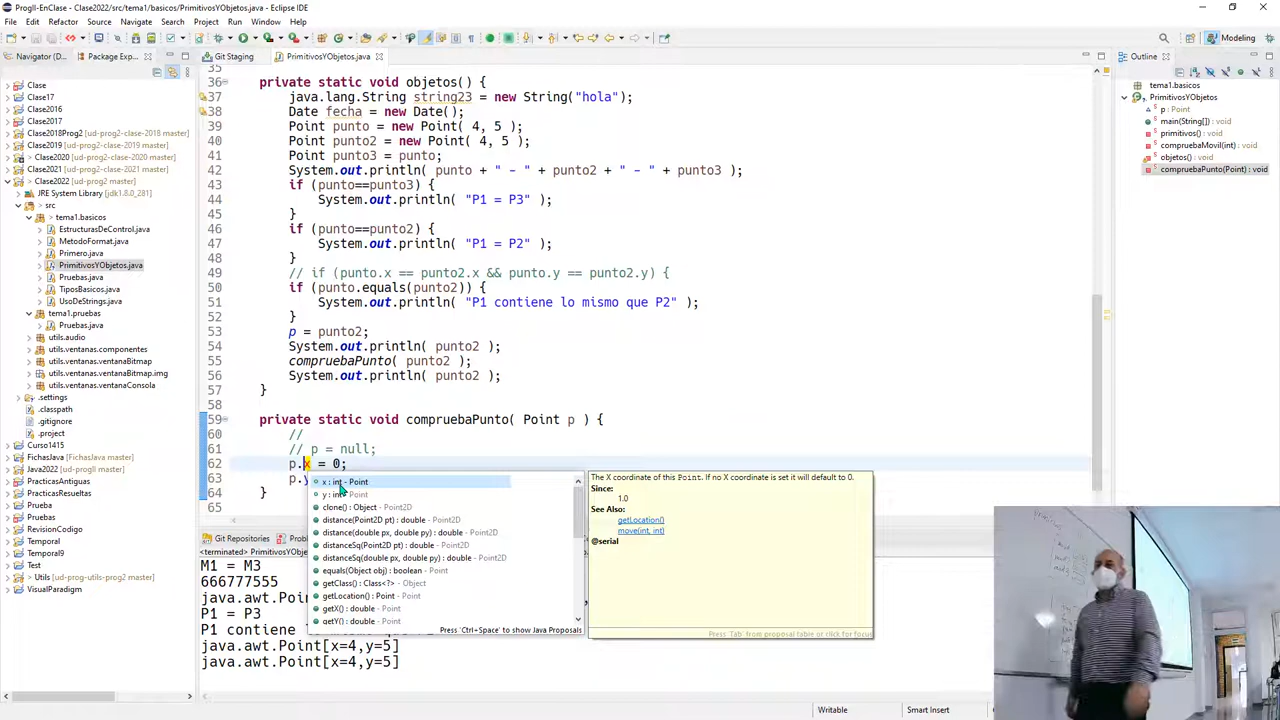 ProgII-EnClase - Clase2022/src/tema1/basicos/PrimitivosYObjetos.java - Eclipse IDE
File Edit Refactor Source Navigate Search Project Run Window Help
Modeling
Navigator (D...
Package Exp...
Git Staging
PrimitivosYObjetos.java
Outline
Clase
Clase17
Clase2016
Clase2017
Clase2018Prog2 [ud-prog2-clase-2018 master]
Clase2019 [ud-prog2-clase-2019 master]
> Clase2020 [ud-prog2 master]
Clase2021 [ud-prog2-clase-2021 master]
> Clase2022 [ud-prog2 master]
JRE System Library [jdk1.8.0_281]
> src
tema1.basicos
EstructurasDeControl.java
MetodoFormat.java
Primero.java
PrimitivosYObjetos.java
Pruebas.java
TiposBasicos.java
UsoDeStrings.java
tema1.pruebas
Pruebas.java
utils.audio
utils.ventanas.componentes
utils.ventanas.ventanaBitmap
utils.ventanas.ventanaBitmap.img
utils.ventanas.ventanaConsola
.settings
.classpath
.gitignore
.project
Curso1415
FichasJava [FichasJava master]
Java2022 [ud-prog2 master]
PracticasAntiguas
PracticasResueltas
Prueba
Pruebas
RevisionCodigo
Temporal
Temporal9
Test
> Utils [ud-prog-utils-prog2 master]
VisualParadigm
35
36 private static void objetos() {
37 java.lang.String string23 = new String("hola");
38 Date fecha = new Date();
39 Point punto = new Point( 4, 5 );
40 Point punto2 = new Point( 4, 5 );
41 Point punto3 = punto;
42 System.out.println( punto + " - " + punto2 + " - " + punto3 );
43 if (punto==punto3) {
44 System.out.println( "P1 = P3" );
45 }
46 if (punto==punto2) {
47 System.out.println( "P1 = P2" );
48 }
49 // if (punto.x == punto2.x && punto.y == punto2.y) {
50 if (punto.equals(punto2)) {
51 System.out.println( "P1 contiene lo mismo que P2" );
52 }
53 p = punto2;
54 System.out.println( punto2 );
55 compruebaPunto( punto2 );
56 System.out.println( punto2 );
57 }
58
59 private static void compruebaPunto( Point p ) {
60 //
61 // p = null;
62 p.x = 0;
63 p.y
64 }
65
x : int - Point
y : int - Point
clone() : Object - Point2D
distance(Point2D pt) : double - Point2D
distance(double px, double py) : double - Point2D
distanceSq(Point2D pt) : double - Point2D
distanceSq(double px, double py) : double - Point2D
equals(Object obj) : boolean - Point
getClass() : Class<?> - Object
getLocation() : Point - Point
getX() : double - Point
getY() : double - Point
Press 'Ctrl+Space' to show Java Proposals
The X coordinate of this Point. If no X coordinate is set it will default to 0.
Since:
1.0
See Also:
getLocation()
move(int, int)
@serial
Press 'Tab' from proposal table or click for focus
Git Repositories
Prob
<terminated> PrimitivosYObje
M1 = M3
666777555
java.awt.Poin
P1 = P3
P1 contiene lo mismo qu
java.awt.Point[x=4,y=5]
java.awt.Point[x=4,y=5]
tema1.basicos
PrimitivosYObjetos
p : Point
main(String[]) : void
primitivos() : void
compruebaMovil(int) : void
objetos() : void
compruebaPunto(Point) : void
Writable
Smart Insert